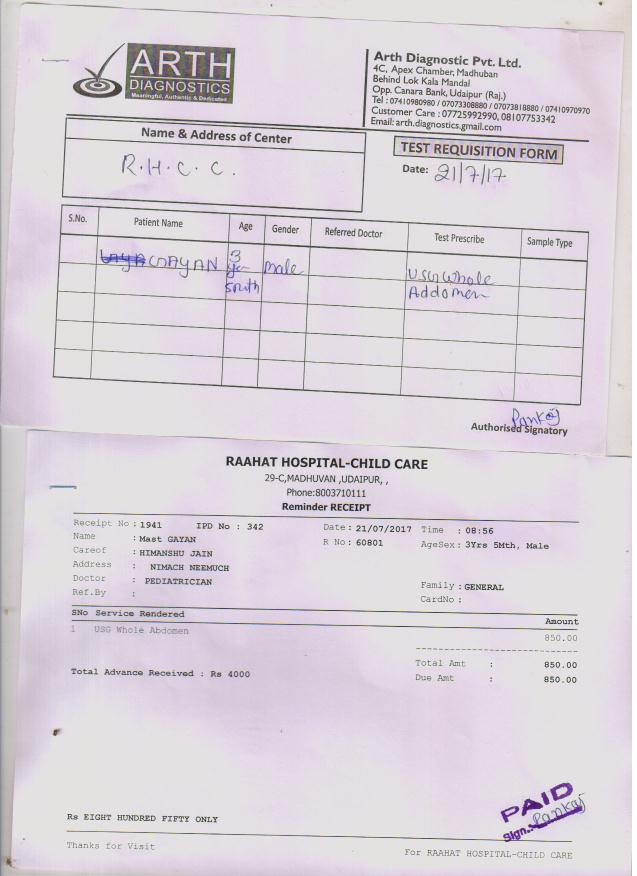 ARTH
DIAGNOSTICS
Meaningful, Authentic & Dedicated
Arth Diagnostic Pvt. Ltd.
4C, Apex Chamber, Madhuban
Behind Lok Kala Mandal
Opp. Canara Bank, Udaipur (Raj.)
Tel : 07410980980 / 07073308880 / 07073818880 / 07410970970
Customer Care : 07725992990, 08107753342
Email: arth.diagnostics.gmail.com
Name & Address of Center
R.H.C.C.
TEST REQUISITION FORM
Date: 21/7/17
S.No. Patient Name Age Gender Referred Doctor Test Prescribe Sample Type
GAYAN 3 Male USG Whole
5mth Addomen
Pankaj
Authorised Signatory
RAAHAT HOSPITAL-CHILD CARE
29-C,MADHUVAN ,UDAIPUR, ,
Phone:8003710111
Reminder RECEIPT
Receipt No : 1941 IPD No : 342 Date : 21/07/2017 Time : 08:56
Name : Mast GAYAN R No : 60801 AgeSex : 3Yrs 5Mth, Male
Careof : HIMANSHU JAIN
Address : NIMACH NEEMUCH
Doctor : PEDIATRICIAN Family : GENERAL
Ref.By : CardNo :
SNo Service Rendered Amount
1 USG Whole Abdomen 850.00
Total Amt : 850.00
Total Advance Received : Rs 4000 Due Amt : 850.00
PAID
Sign.: Pankaj
Rs EIGHT HUNDRED FIFTY ONLY
Thanks for Visit For RAAHAT HOSPITAL-CHILD CARE